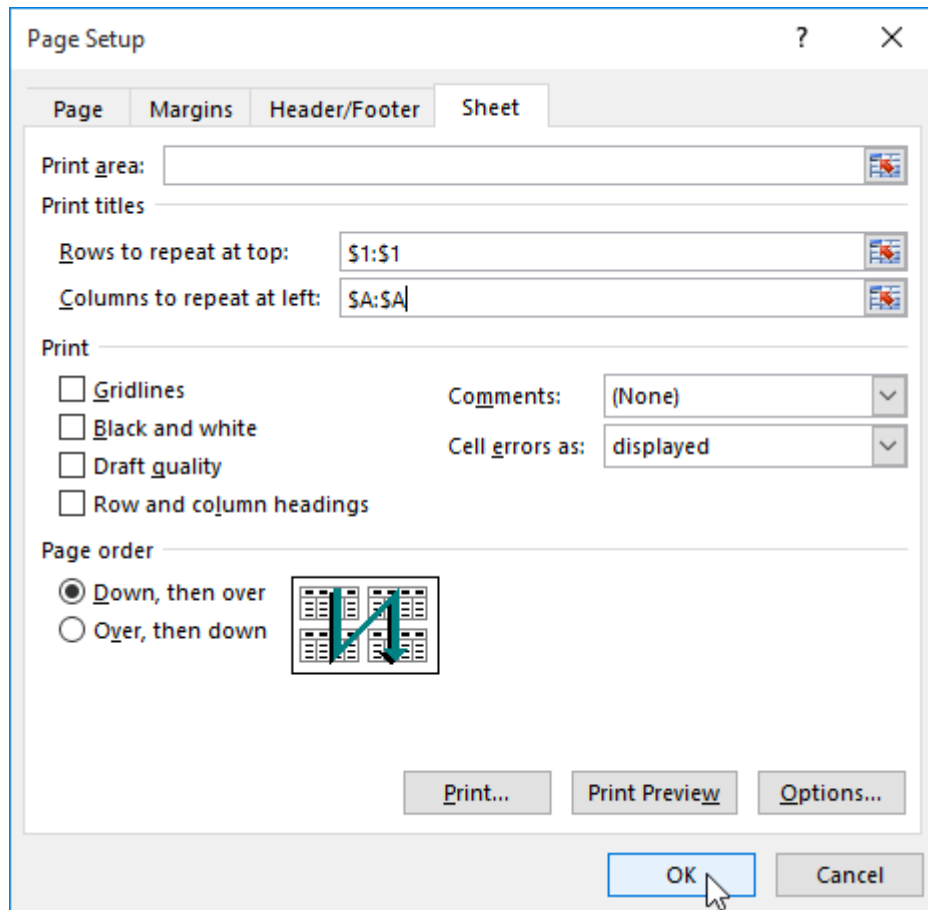 Page Setup ?
Page Margins Header/Footer Sheet
Print area:
Print titles
Rows to repeat at top: $1:$1
Columns to repeat at left: $A:$A
Print
Gridlines Comments: (None)
Black and white Cell errors as: displayed
Draft quality
Row and column headings
Page order
Down, then over
Over, then down
Print... Print Preview Options...
OK Cancel